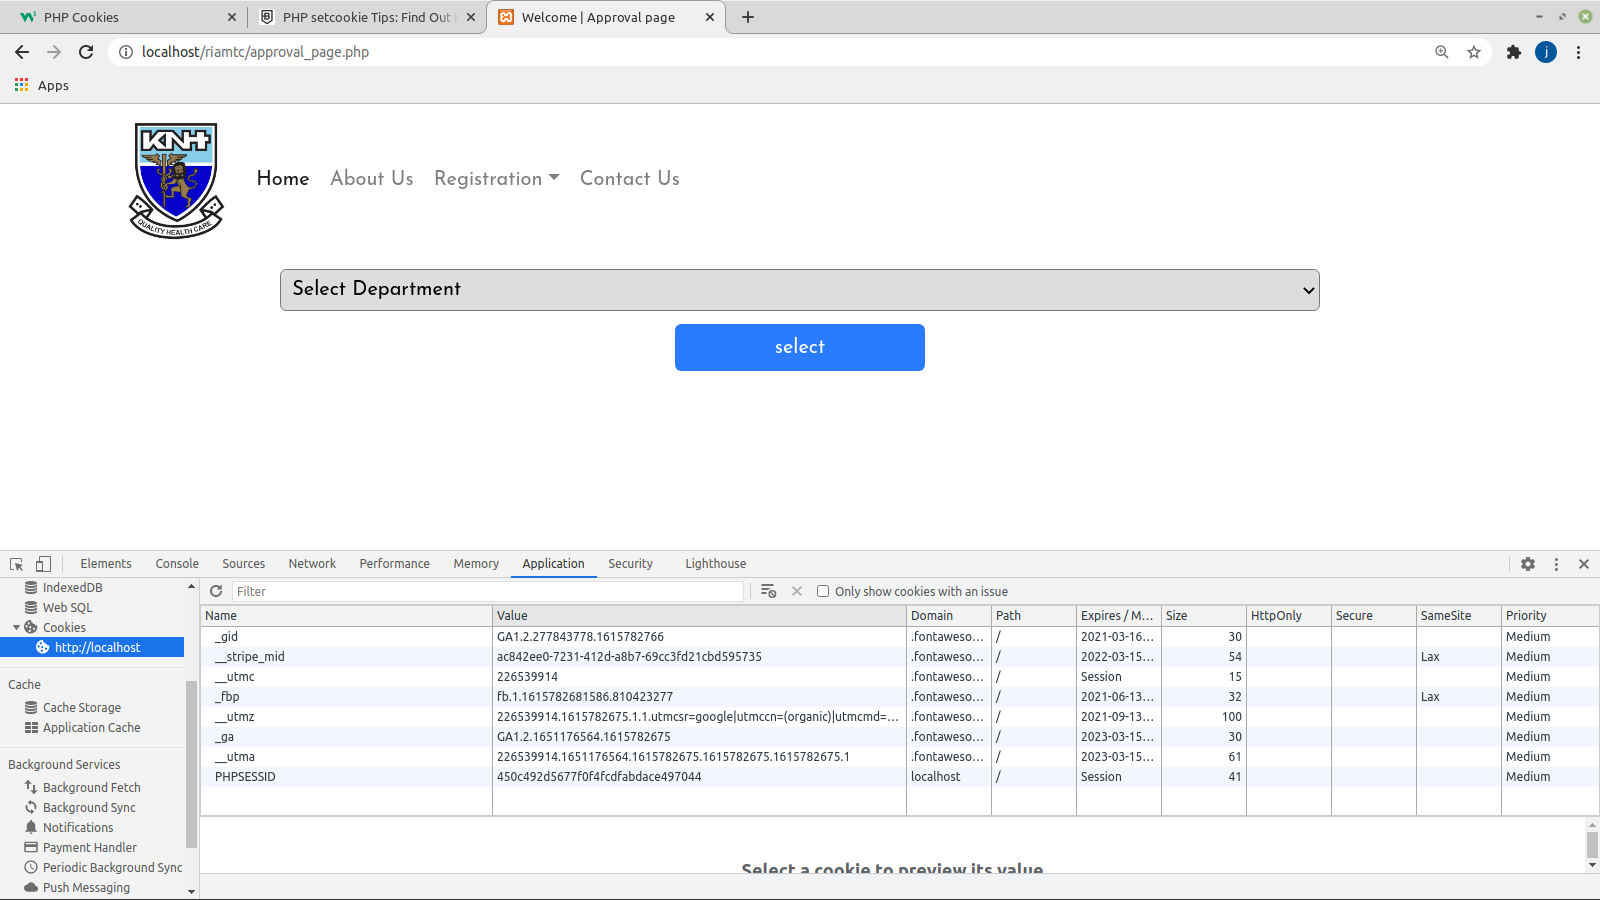 PHP Cookies
PHP setcookie Tips: Find Out
Welcome | Approval page
localhost/riamtc/approval_page.php
j
Apps
KNH
QUALITY HEALTH CARE
Home About Us Registration Contact Us
Select Department
select
Elements Console Sources Network Performance Memory Application Security Lighthouse
IndexedDB
Web SQL
Cookies
http://localhost
Cache
Cache Storage
Application Cache
Background Services
Background Fetch
Background Sync
Notifications
Payment Handler
Periodic Background Sync
Push Messaging
Filter
Only show cookies with an issue
Name Value Domain Path Expires / M... Size HttpOnly Secure SameSite Priority
_gid GA1.2.277843778.1615782766 .fontaweso... / 2021-03-16... 30 Medium
__stripe_mid ac842ee0-7231-412d-a8b7-69cc3fd21cbd595735 .fontaweso... / 2022-03-15... 54 Lax Medium
__utmc 226539914 .fontaweso... / Session 15 Medium
_fbp fb.1.1615782681586.810423277 .fontaweso... / 2021-06-13... 32 Lax Medium
__utmz 226539914.1615782675.1.1.utmcsr=google|utmccn=(organic)|utmcmd=... .fontaweso... / 2021-09-13... 100 Medium
_ga GA1.2.1651176564.1615782675 .fontaweso... / 2023-03-15... 30 Medium
__utma 226539914.1651176564.1615782675.1615782675.1615782675.1 .fontaweso... / 2023-03-15... 61 Medium
PHPSESSID 450c492d5677f0f4fcdfabdace497044 localhost / Session 41 Medium
Select a cookie to preview its value